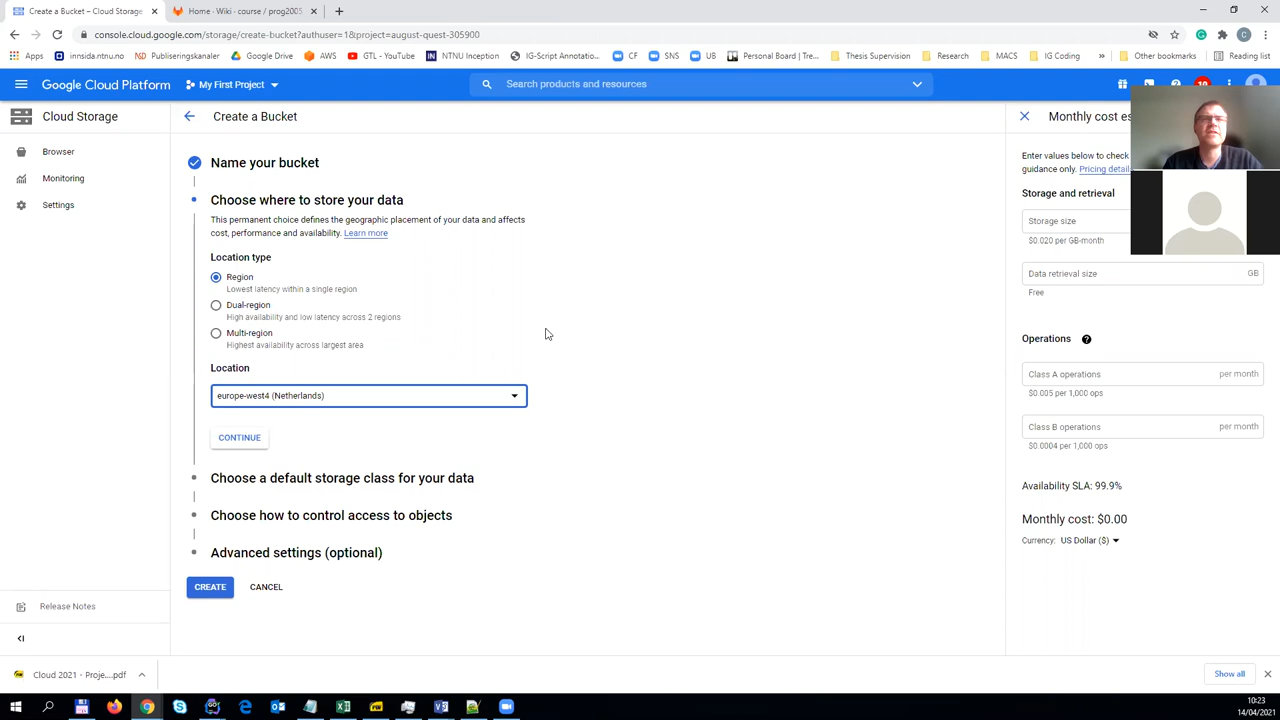 Create a Bucket – Cloud Storage
Home · Wiki · course / prog2005
console.cloud.google.com/storage/create-bucket?authuser=1&project=august-quest-305900
Apps
innsida.ntnu.no
Publiseringskanaler
Google Drive
AWS
GTL - YouTube
INTND Inception
IG-Script Annotatio...
CF
SNS
UB
Personal Board | Tre...
Thesis Supervision
Research
MACS
IG Coding
»
Other bookmarks
Reading list
Google Cloud Platform
My First Project
Search products and resources
Cloud Storage
Create a Bucket
Monthly cost es
Browser
Monitoring
Settings
Name your bucket
Choose where to store your data
This permanent choice defines the geographic placement of your data and affects
cost, performance and availability. Learn more
Location type
Region
Lowest latency within a single region
Dual-region
High availability and low latency across 2 regions
Multi-region
Highest availability across largest area
Location
europe-west4 (Netherlands)
CONTINUE
Choose a default storage class for your data
Choose how to control access to objects
Advanced settings (optional)
CREATE
CANCEL
Enter values below to check
guidance only. Pricing details
Storage and retrieval
Storage size
$0.020 per GB-month
Data retrieval size
GB
Free
Operations
Class A operations
per month
$0.005 per 1,000 ops
Class B operations
per month
$0.0004 per 1,000 ops
Availability SLA: 99.9%
Monthly cost: $0.00
Currency: US Dollar ($)
Release Notes
Cloud 2021 - Proje....pdf
Show all
10:23
14/04/2021